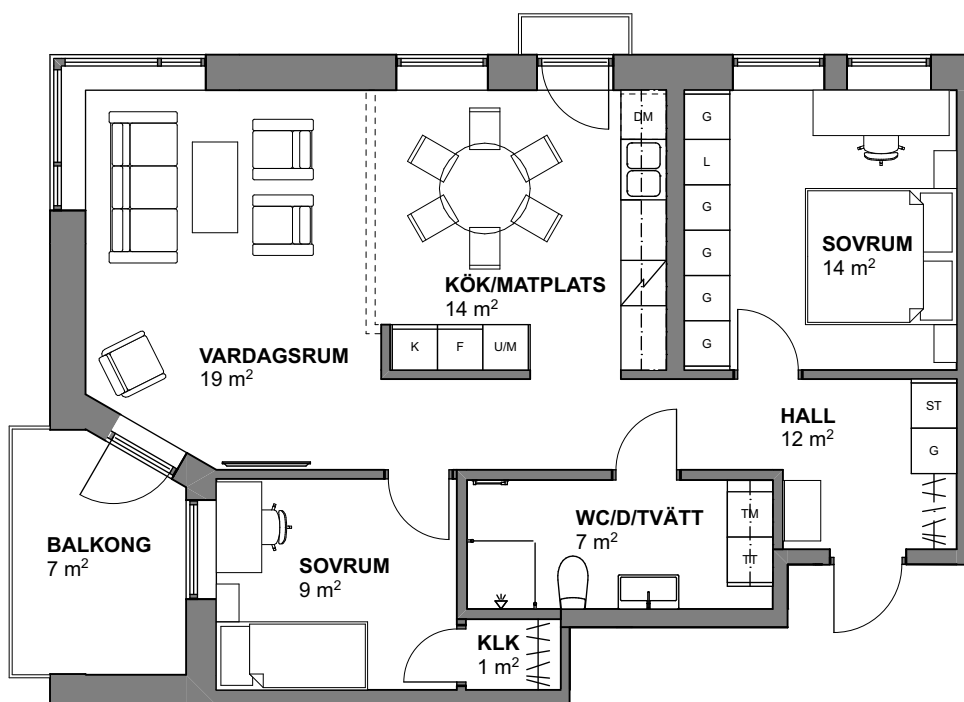 DM
G
L
G
G
G
G
SOVRUM
14 m²
KÖK/MATPLATS
14 m²
K
F
U/M
VARDAGSRUM
19 m²
HALL
12 m²
ST
G
BALKONG
7 m²
SOVRUM
9 m²
WC/D/TVÄTT
7 m²
TM
TT
KLK
1 m²